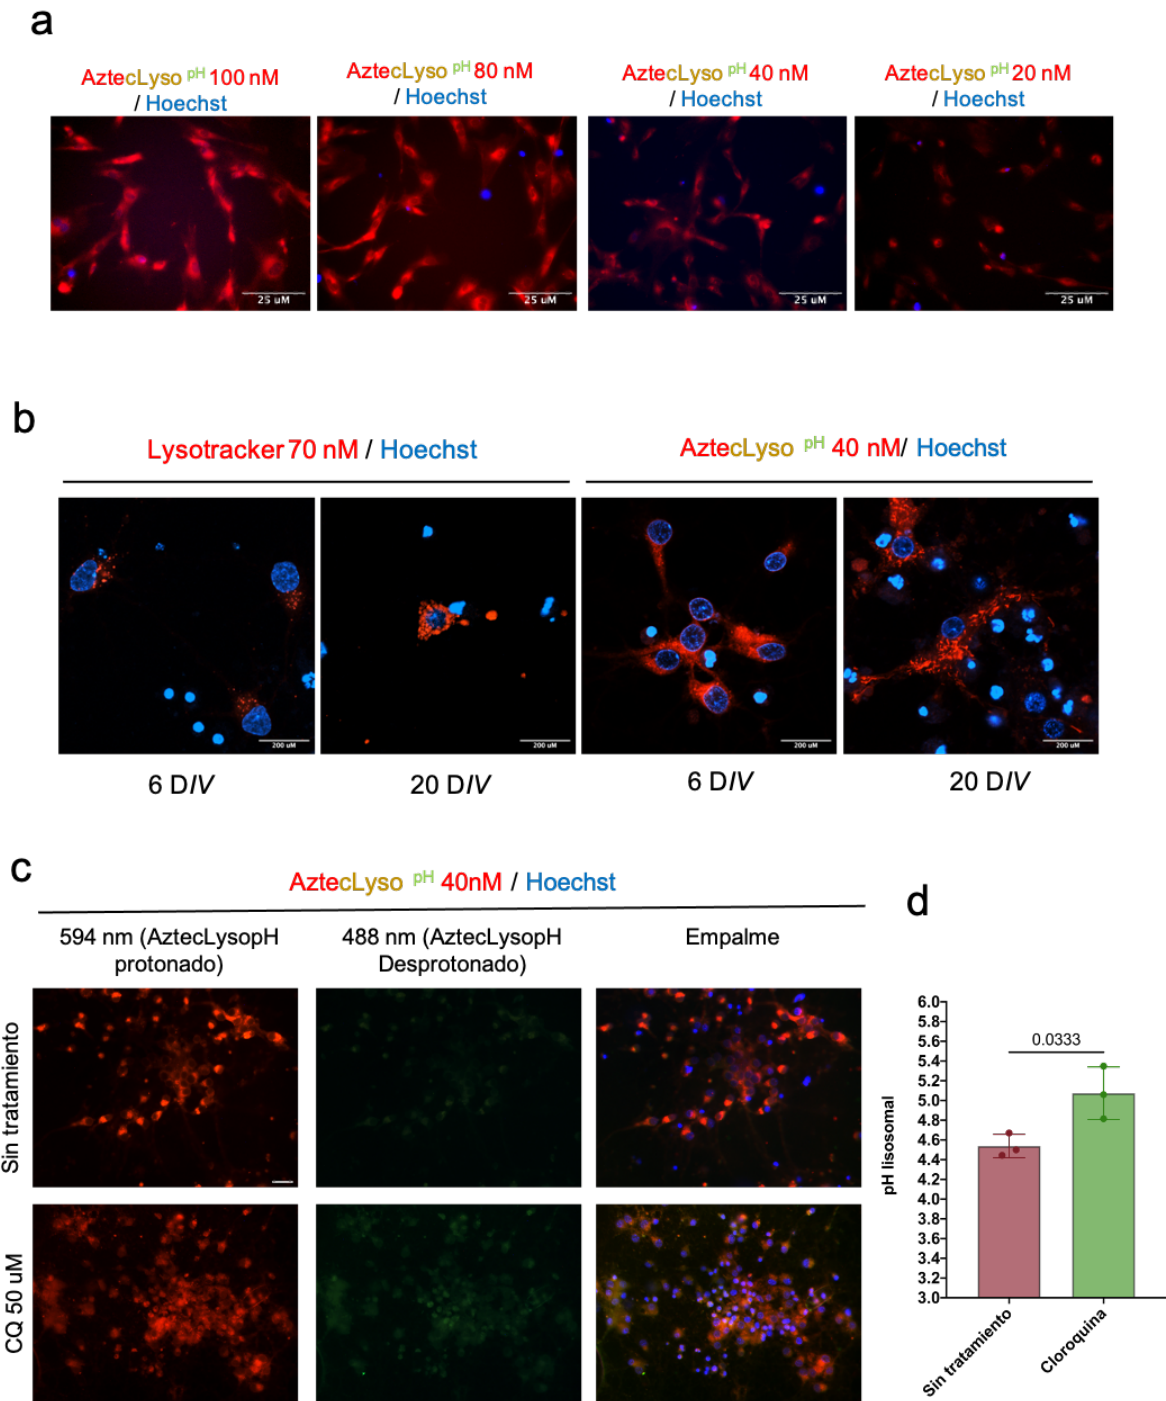 a
AztecLyso pH 100 nM
/ Hoechst
AztecLyso pH 80 nM
/ Hoechst
AztecLyso pH 40 nM
/ Hoechst
AztecLyso pH 20 nM
/ Hoechst
25 uM
25 uM
25 uM
25 uM
b
Lysotracker 70 nM / Hoechst
AztecLyso pH 40 nM/ Hoechst
200 uM
200 uM
200 uM
200 uM
6 DIV
20 DIV
6 DIV
20 DIV
c
AztecLyso pH 40nM / Hoechst
594 nm (AztecLysopH
protonado)
488 nm (AztecLysopH
Desprotonado)
Empalme
Sin tratamiento
CQ 50 uM
d
pH lisosomal
6.0
5.8
5.6
5.4
5.2
5.0
4.8
4.6
4.4
4.2
4.0
3.8
3.6
3.4
3.2
3.0
0.0333
Sin tratamiento
Cloroquina